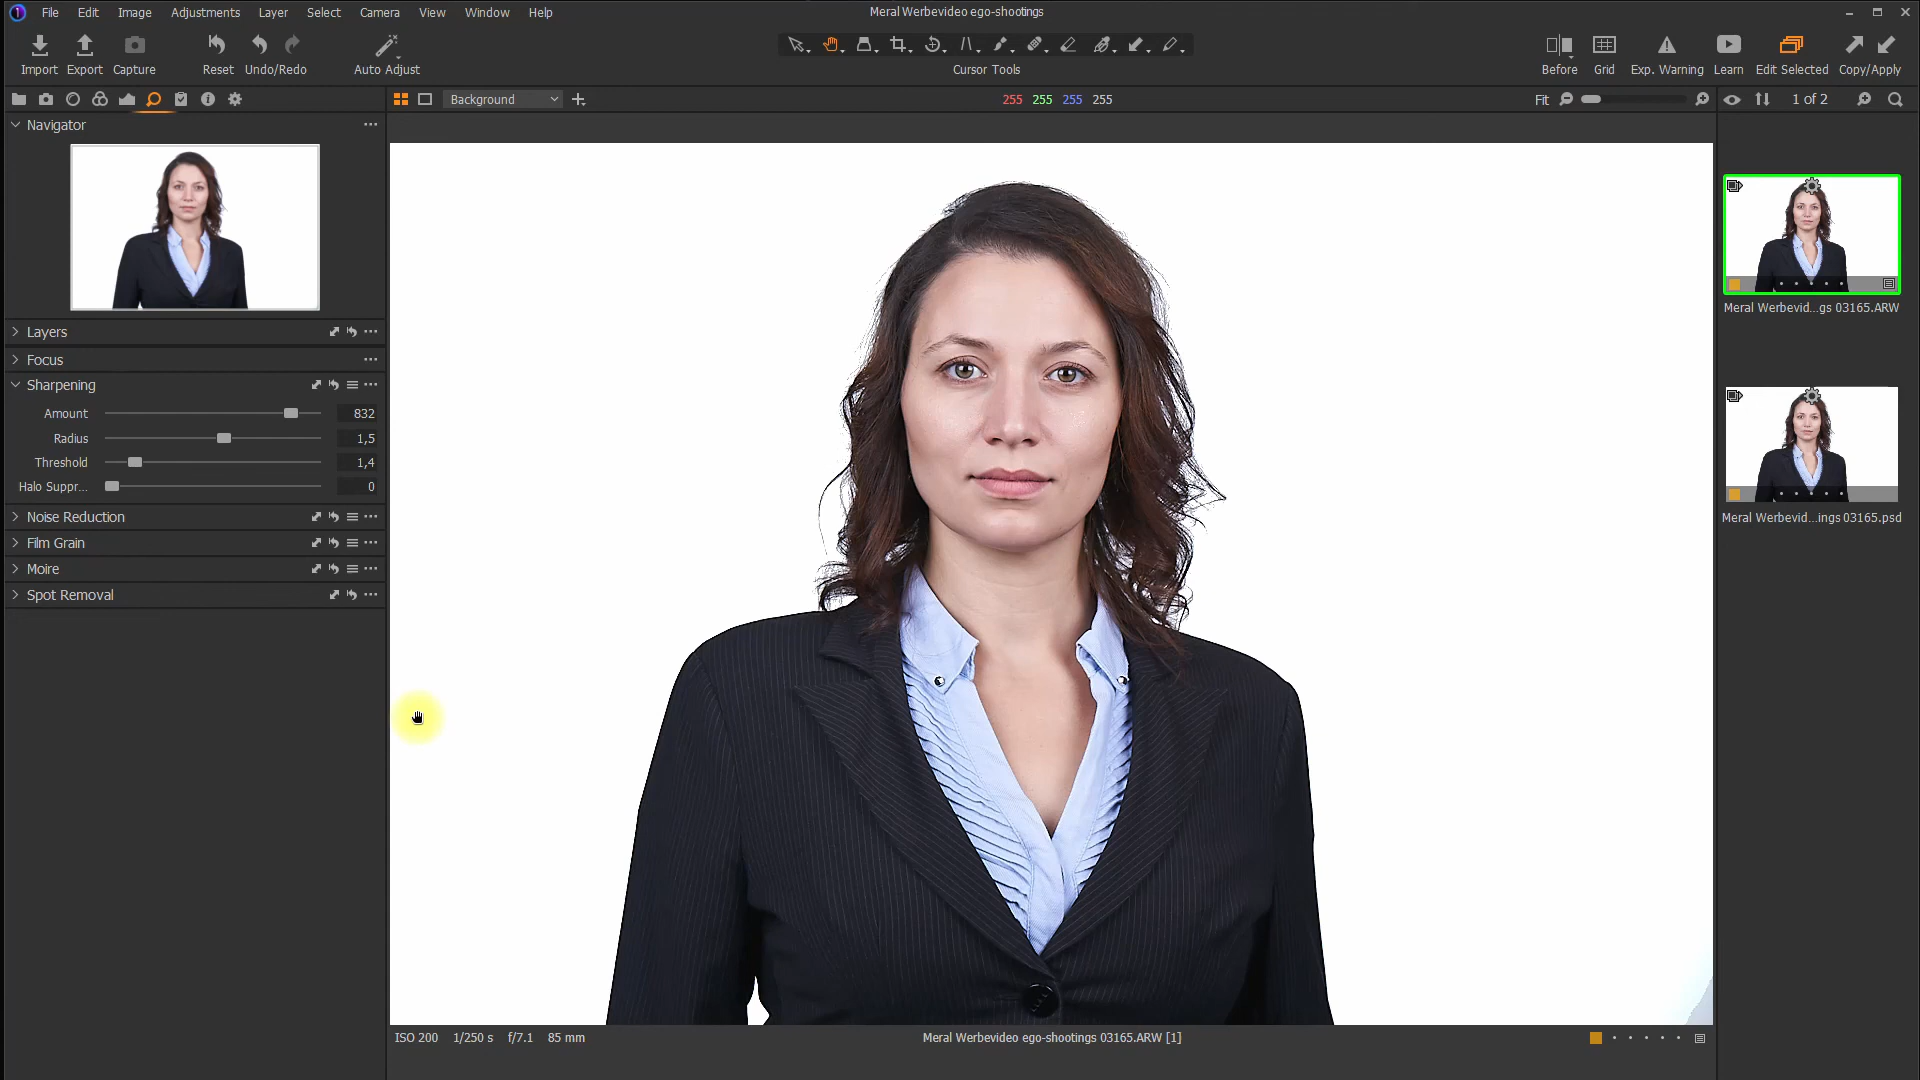 File Edit Image Adjustments Layer Select Camera View Window Help
Meral Werbevideo ego-shootings
Import Export Capture Reset Undo/Redo Auto Adjust
Cursor Tools
Before Grid Exp. Warning Learn Edit Selected Copy/Apply
Background
255 255 255 255
Fit
1 of 2
Navigator
Layers
Focus
Sharpening
Amount 832
Radius 1,5
Threshold 1,4
Halo Suppr... 0
Noise Reduction
Film Grain
Moire
Spot Removal
Meral Werbevid...gs 03165.ARW
Meral Werbevid...ings 03165.psd
ISO 200 1/250 s f/7.1 85 mm
Meral Werbevideo ego-shootings 03165.ARW [1]